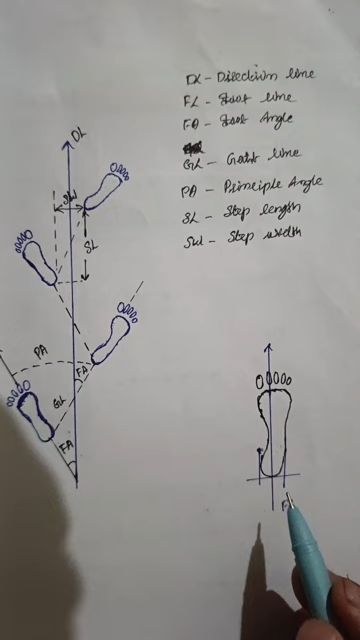 DL - Direction line
FL - Foot line
FA - Foot Angle
GL - Gait line
PA - Principle Angle
SL - Step length
SW - Step width
DL
SW
SL
PA
FA
GL
FA